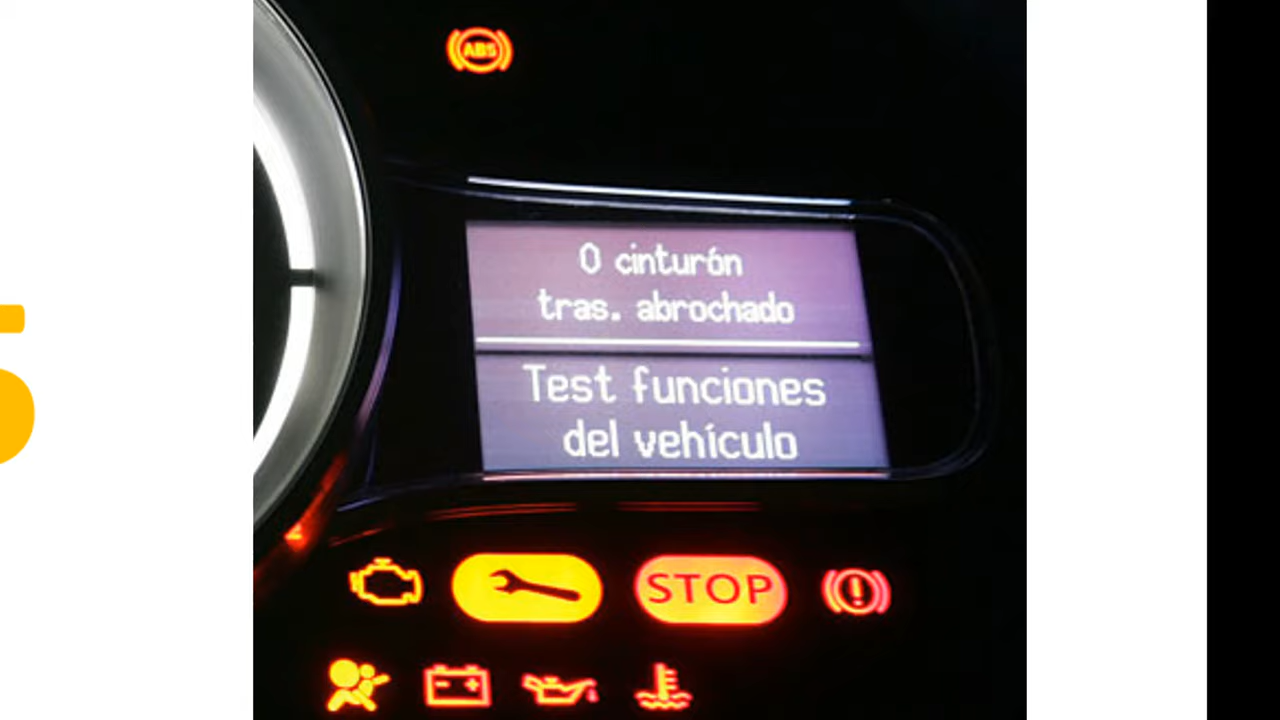 ABS
0 cinturón
tras. abrochado
Test funciones
del vehículo
STOP